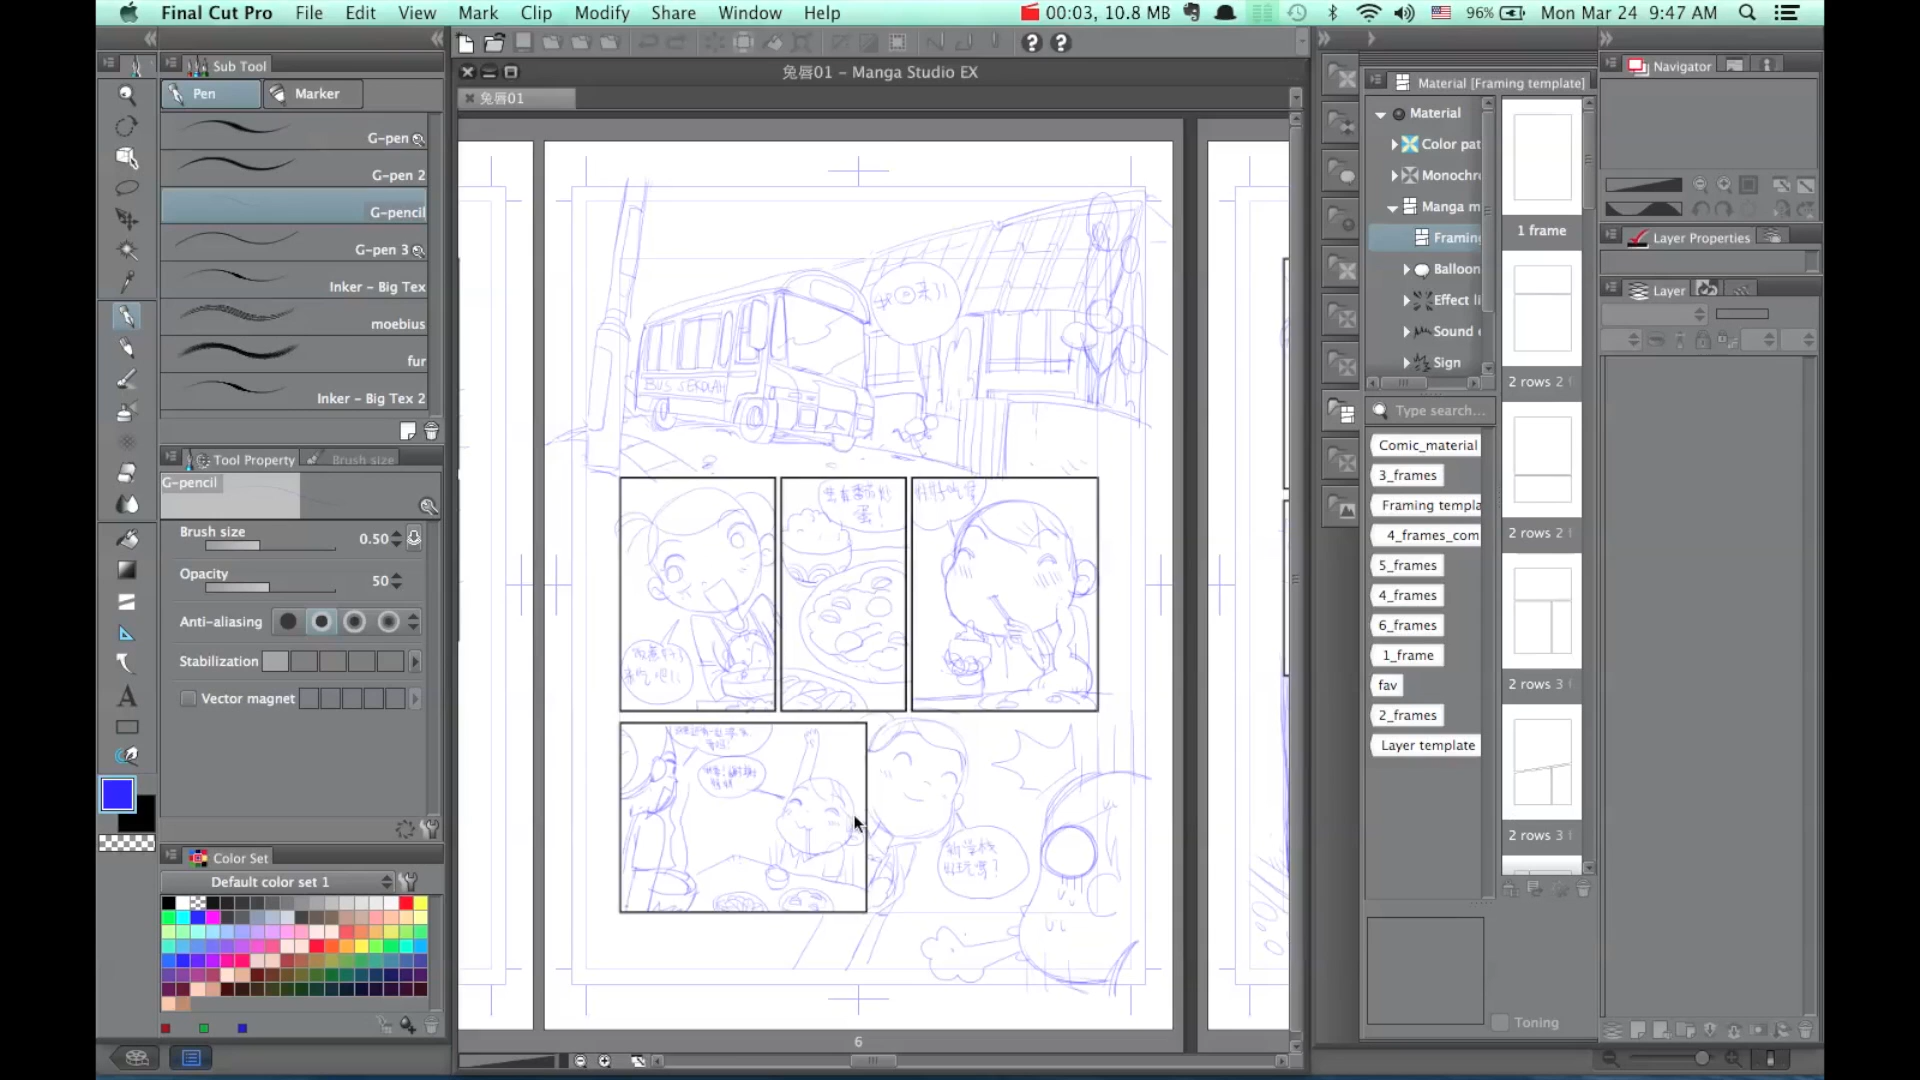 Final Cut Pro File Edit View Mark Clip Modify Share Window Help 00:03, 10.8 MB 96% Mon Mar 24 9:47 AM
兔唇01 - Manga Studio EX
兔唇01
Sub Tool
Pen Marker
G-pen
G-pen 2
G-pencil
G-pen 3
Inker - Big Tex
moebius
fur
Inker - Big Tex 2
Tool Property Brush size
G-pencil
Brush size 0.50
Opacity 50
Anti-aliasing
Stabilization
Vector magnet
Color Set
Default color set 1
BUS SEKOLAH
6
Material [Framing template]
Material
Color pat
Monochr
Manga m
Framing
Balloon
Effect li
Sound e
Sign
Type search...
Comic_material
3_frames
Framing templa
4_frames_com
5_frames
4_frames
6_frames
1_frame
fav
2_frames
Layer template
1 frame
2 rows 2 f
2 rows 2
2 rows 3 f
2 rows 3
Toning
Navigator
Layer Properties
Layer